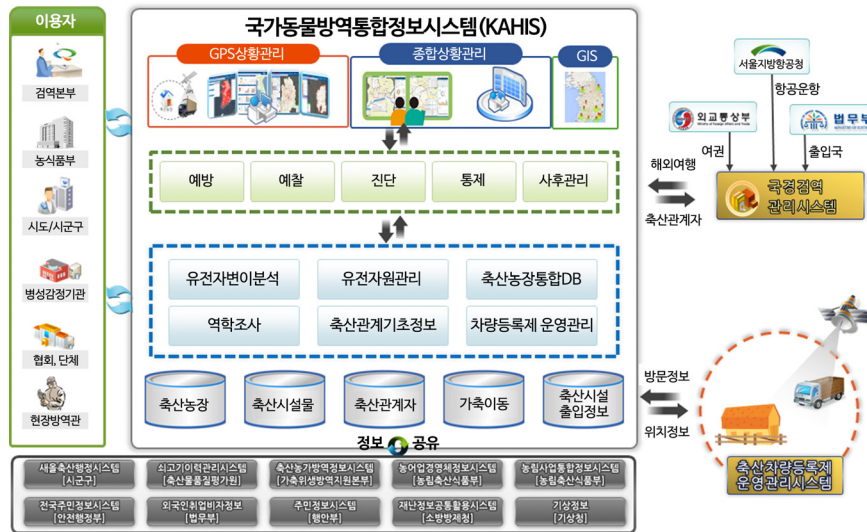 이용자
검역본부
농식품부
시도/시군구
병성감정기관
협회, 단체
현장방역관
국가동물방역통합정보시스템(KAHIS)
GPS상황관리
종합상황관리
GIS
예방
예찰
진단
통제
사후관리
유전자변이분석
유전자원관리
축산농장통합DB
역학조사
축산관계기초정보
차량등록제 운영관리
축산농장
축산시설물
축산관계자
가축이동
축산시설
출입정보
정보 공유
새올축산행정시스템
[시군구]
쇠고기이력관리시스템
[축산물품질평가원]
축산농가방역정보시스템
[가축위생방역지원본부]
농어업경영체정보시스템
[농림축산식품부]
농림사업통합정보시스템
[농림축산식품부]
전국주민정보시스템
[안전행정부]
외국인취업비자정보
[법무부]
주민정보시스템
[행안부]
재난정보공통활용시스템
[소방방재청]
기상정보
[기상청]
서울지방항공청
항공운항
외교통상부
Ministry of Foreign Affairs and Trade
법무부
여권
출입국
해외여행
축산관계자
국경검역
관리시스템
방문정보
위치정보
축산차량등록제
운영관리시스템